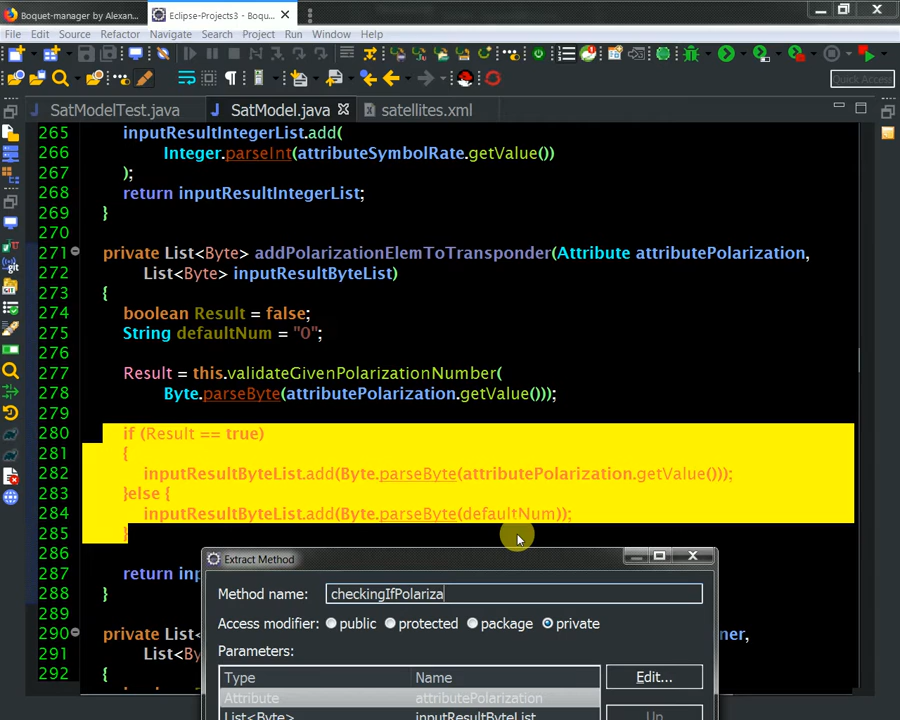 Boquet-manager by Alexan
Eclipse-Projects3 - Boqu...
File Edit Source Refactor Navigate Search Project Run Window Help
Quick Access
SatModelTest.java SatModel.java satellites.xml
265 inputResultIntegerList.add(
266 Integer.parseInt(attributeSymbolRate.getValue())
267 );
268 return inputResultIntegerList;
269 }
270
271 private List<Byte> addPolarizationElemToTransponder(Attribute attributePolarization,
272 List<Byte> inputResultByteList)
273 {
274 boolean Result = false;
275 String defaultNum = "0";
276
277 Result = this.validateGivenPolarizationNumber(
278 Byte.parseByte(attributePolarization.getValue()));
279
280 if (Result == true)
281 {
282 inputResultByteList.add(Byte.parseByte(attributePolarization.getValue()));
283 }else {
284 inputResultByteList.add(Byte.parseByte(defaultNum));
285 }
286
287 return inp
288 }
289
290 private List<
291 List<By
292 {
Extract Method
Method name: checkingIfPolariza
Access modifier: public protected package private
Parameters:
Type Name
Attribute attributePolarization
List<Byte> inputResultByteList
Edit...
Up